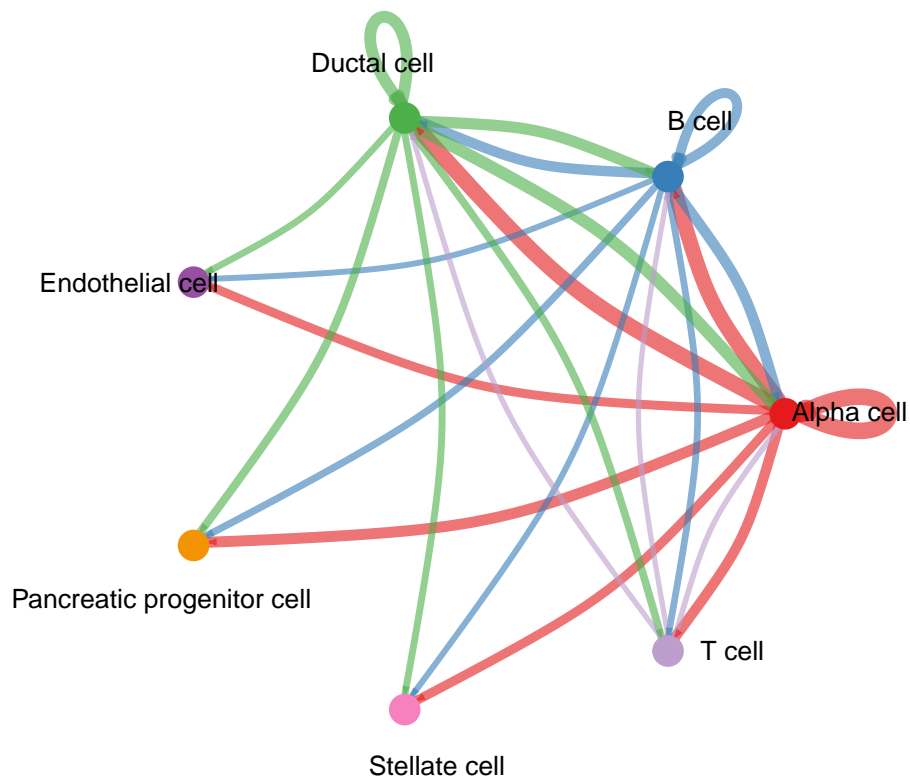 Ductal cell
B cell
Endothelial cell
Alpha cell
Pancreatic progenitor cell
T cell
Stellate cell